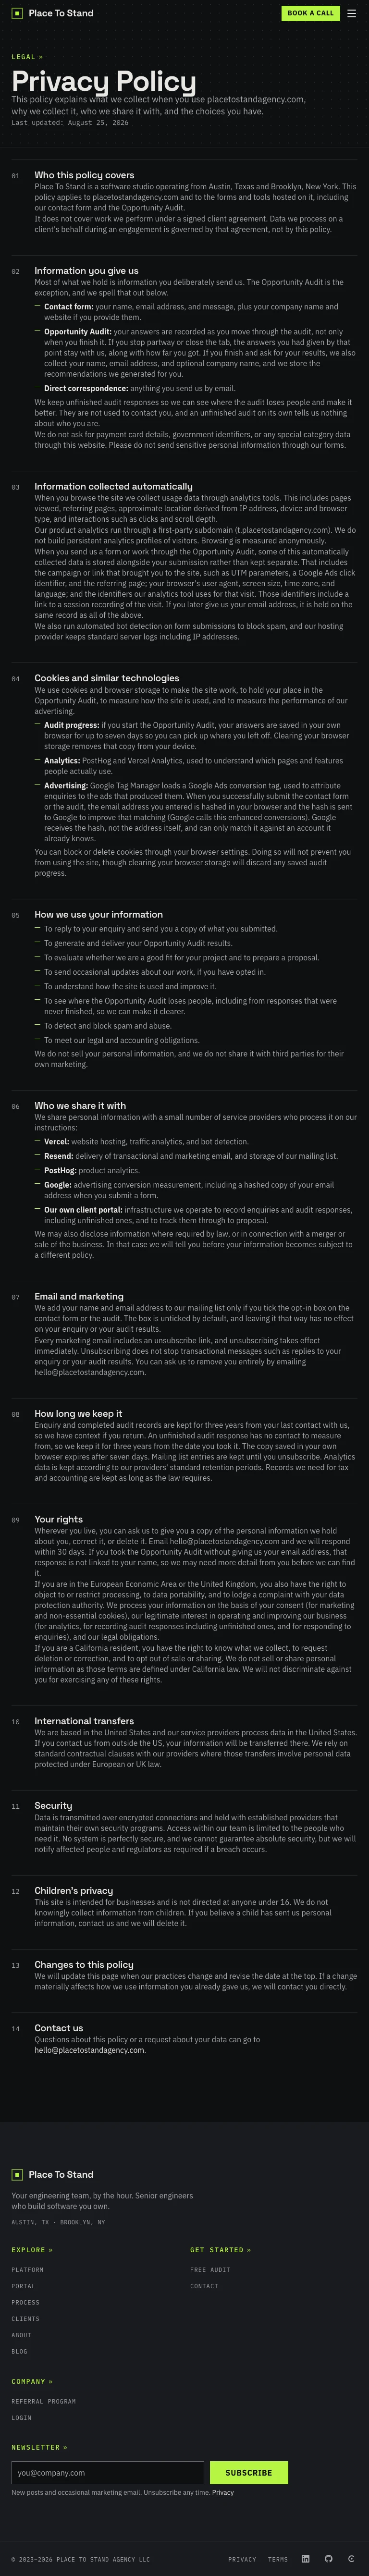 Place To Stand
BOOK A CALL
LEGAL »
Privacy Policy
This policy explains what we collect when you use placetostandagency.com,
why we collect it, who we share it with, and the choices you have.
Last updated: August 25, 2026
01 Who this policy covers
Place To Stand is a software studio operating from Austin, Texas and Brooklyn, New York. This
policy applies to placetostandagency.com and to the forms and tools hosted on it, including
our contact form and the Opportunity Audit.
It does not cover work we perform under a signed client agreement. Data we process on a
client's behalf during an engagement is governed by that agreement, not by this policy.
02 Information you give us
Most of what we hold is information you deliberately send us. The Opportunity Audit is the
exception, and we spell that out below.
— Contact form: your name, email address, and message, plus your company name and
website if you provide them.
— Opportunity Audit: your answers are recorded as you move through the audit, not only
when you finish it. If you stop partway or close the tab, the answers you had given by that
point stay with us, along with how far you got. If you finish and ask for your results, we also
collect your name, email address, and optional company name, and we store the
recommendations we generated for you.
— Direct correspondence: anything you send us by email.
We keep unfinished audit responses so we can see where the audit loses people and make it
better. They are not used to contact you, and an unfinished audit on its own tells us nothing
about who you are.
We do not ask for payment card details, government identifiers, or any special category data
through this website. Please do not send sensitive personal information through our forms.
03 Information collected automatically
When you browse the site we collect usage data through analytics tools. This includes pages
viewed, referring pages, approximate location derived from IP address, device and browser
type, and interactions such as clicks and scroll depth.
Our product analytics run through a first-party subdomain (t.placetostandagency.com). We do
not build persistent analytics profiles of visitors. Browsing is measured anonymously.
When you send us a form or work through the Opportunity Audit, some of this automatically
collected data is stored alongside your submission rather than kept separate. That includes
the campaign or link that brought you to the site, such as UTM parameters, a Google Ads click
identifier, and the referring page; your browser's user agent, screen size, time zone, and
language; and the identifiers our analytics tool uses for that visit. Those identifiers include a
link to a session recording of the visit. If you later give us your email address, it is held on the
same record as all of the above.
We also run automated bot detection on form submissions to block spam, and our hosting
provider keeps standard server logs including IP addresses.
04 Cookies and similar technologies
We use cookies and browser storage to make the site work, to hold your place in the
Opportunity Audit, to measure how the site is used, and to measure the performance of our
advertising.
— Audit progress: if you start the Opportunity Audit, your answers are saved in your own
browser for up to seven days so you can pick up where you left off. Clearing your browser
storage removes that copy from your device.
— Analytics: PostHog and Vercel Analytics, used to understand which pages and features
people actually use.
— Advertising: Google Tag Manager loads a Google Ads conversion tag, used to attribute
enquiries to the ads that produced them. When you successfully submit the contact form
or the audit, the email address you entered is hashed in your browser and the hash is sent
to Google to improve that matching (Google calls this enhanced conversions). Google
receives the hash, not the address itself, and can only match it against an account it
already knows.
You can block or delete cookies through your browser settings. Doing so will not prevent you
from using the site, though clearing your browser storage will discard any saved audit
progress.
05 How we use your information
— To reply to your enquiry and send you a copy of what you submitted.
— To generate and deliver your Opportunity Audit results.
— To evaluate whether we are a good fit for your project and to prepare a proposal.
— To send occasional updates about our work, if you have opted in.
— To understand how the site is used and improve it.
— To see where the Opportunity Audit loses people, including from responses that were
never finished, so we can make it clearer.
— To detect and block spam and abuse.
— To meet our legal and accounting obligations.
We do not sell your personal information, and we do not share it with third parties for their
own marketing.
06 Who we share it with
We share personal information with a small number of service providers who process it on our
instructions:
— Vercel: website hosting, traffic analytics, and bot detection.
— Resend: delivery of transactional and marketing email, and storage of our mailing list.
— PostHog: product analytics.
— Google: advertising conversion measurement, including a hashed copy of your email
address when you submit a form.
— Our own client portal: infrastructure we operate to record enquiries and audit responses,
including unfinished ones, and to track them through to proposal.
We may also disclose information where required by law, or in connection with a merger or
sale of the business. In that case we will tell you before your information becomes subject to
a different policy.
07 Email and marketing
We add your name and email address to our mailing list only if you tick the opt-in box on the
contact form or the audit. The box is unticked by default, and leaving it that way has no effect
on your enquiry or your audit results.
Every marketing email includes an unsubscribe link, and unsubscribing takes effect
immediately. Unsubscribing does not stop transactional messages such as replies to your
enquiry or your audit results. You can ask us to remove you entirely by emailing
hello@placetostandagency.com.
08 How long we keep it
Enquiry and completed audit records are kept for three years from your last contact with us,
so we have context if you return. An unfinished audit response has no contact to measure
from, so we keep it for three years from the date you took it. The copy saved in your own
browser expires after seven days. Mailing list entries are kept until you unsubscribe. Analytics
data is kept according to our providers' standard retention periods. Records we need for tax
and accounting are kept as long as the law requires.
09 Your rights
Wherever you live, you can ask us to give you a copy of the personal information we hold
about you, correct it, or delete it. Email hello@placetostandagency.com and we will respond
within 30 days. If you took the Opportunity Audit without giving us your email address, that
response is not linked to your name, so we may need more detail from you before we can find
it.
If you are in the European Economic Area or the United Kingdom, you also have the right to
object to or restrict processing, to data portability, and to lodge a complaint with your data
protection authority. We process your information on the basis of your consent (for marketing
and non-essential cookies), our legitimate interest in operating and improving our business
(for analytics, for recording audit responses including unfinished ones, and for responding to
enquiries), and our legal obligations.
If you are a California resident, you have the right to know what we collect, to request
deletion or correction, and to opt out of sale or sharing. We do not sell or share personal
information as those terms are defined under California law. We will not discriminate against
you for exercising any of these rights.
10 International transfers
We are based in the United States and our service providers process data in the United States.
If you contact us from outside the US, your information will be transferred there. We rely on
standard contractual clauses with our providers where those transfers involve personal data
protected under European or UK law.
11 Security
Data is transmitted over encrypted connections and held with established providers that
maintain their own security programs. Access within our team is limited to the people who
need it. No system is perfectly secure, and we cannot guarantee absolute security, but we will
notify affected people and regulators as required if a breach occurs.
12 Children's privacy
This site is intended for businesses and is not directed at anyone under 16. We do not
knowingly collect information from children. If you believe a child has sent us personal
information, contact us and we will delete it.
13 Changes to this policy
We will update this page when our practices change and revise the date at the top. If a change
materially affects how we use information you already gave us, we will contact you directly.
14 Contact us
Questions about this policy or a request about your data can go to
hello@placetostandagency.com.
Place To Stand
Your engineering team, by the hour. Senior engineers
who build software you own.
AUSTIN, TX · BROOKLYN, NY
EXPLORE »
PLATFORM
PORTAL
PROCESS
CLIENTS
ABOUT
BLOG
GET STARTED »
FREE AUDIT
CONTACT
COMPANY »
REFERRAL PROGRAM
LOGIN
NEWSLETTER »
you@company.com
SUBSCRIBE
New posts and occasional marketing email. Unsubscribe any time. Privacy
© 2023–2026 PLACE TO STAND AGENCY LLC
PRIVACY TERMS